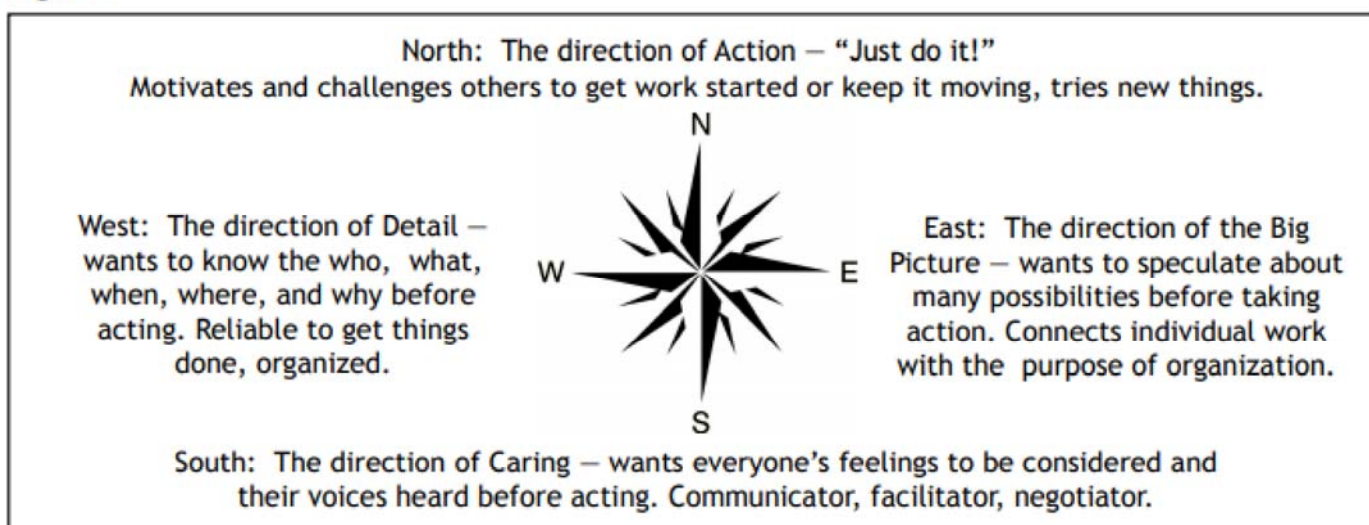 North: The direction of Action – “Just do it!”
Motivates and challenges others to get work started or keep it moving, tries new things.
N
West: The direction of Detail –
wants to know the who, what,
when, where, and why before
acting. Reliable to get things
done, organized.
W
E
East: The direction of the Big
Picture – wants to speculate about
many possibilities before taking
action. Connects individual work
with the purpose of organization.
S
South: The direction of Caring – wants everyone’s feelings to be considered and
their voices heard before acting. Communicator, facilitator, negotiator.